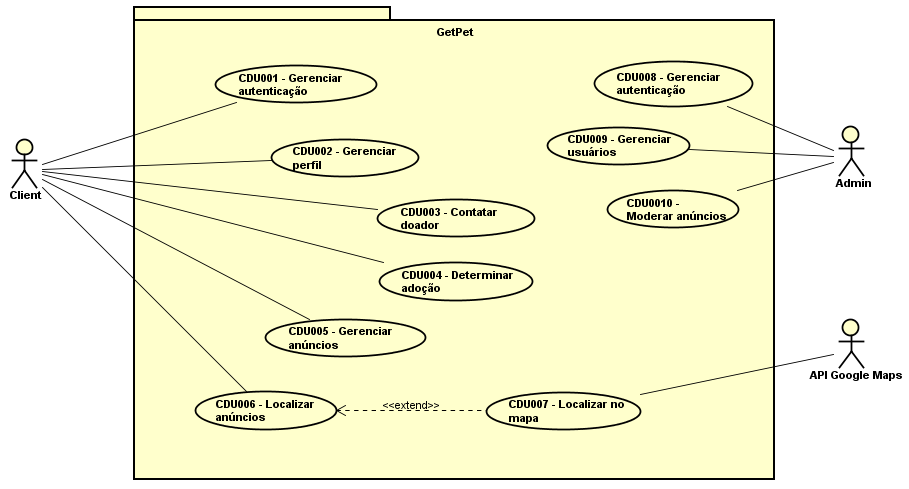 GetPet
CDU001 - Gerenciar
autenticação
CDU008 - Gerenciar
autenticação
CDU002 - Gerenciar
perfil
CDU009 - Gerenciar
usuários
Client
Admin
CDU003 - Contatar
doador
CDU0010 -
Moderar anúncios
CDU004 - Determinar
adoção
CDU005 - Gerenciar
anúncios
API Google Maps
CDU006 - Localizar
anúncios
<<extend>>
CDU007 - Localizar no
mapa